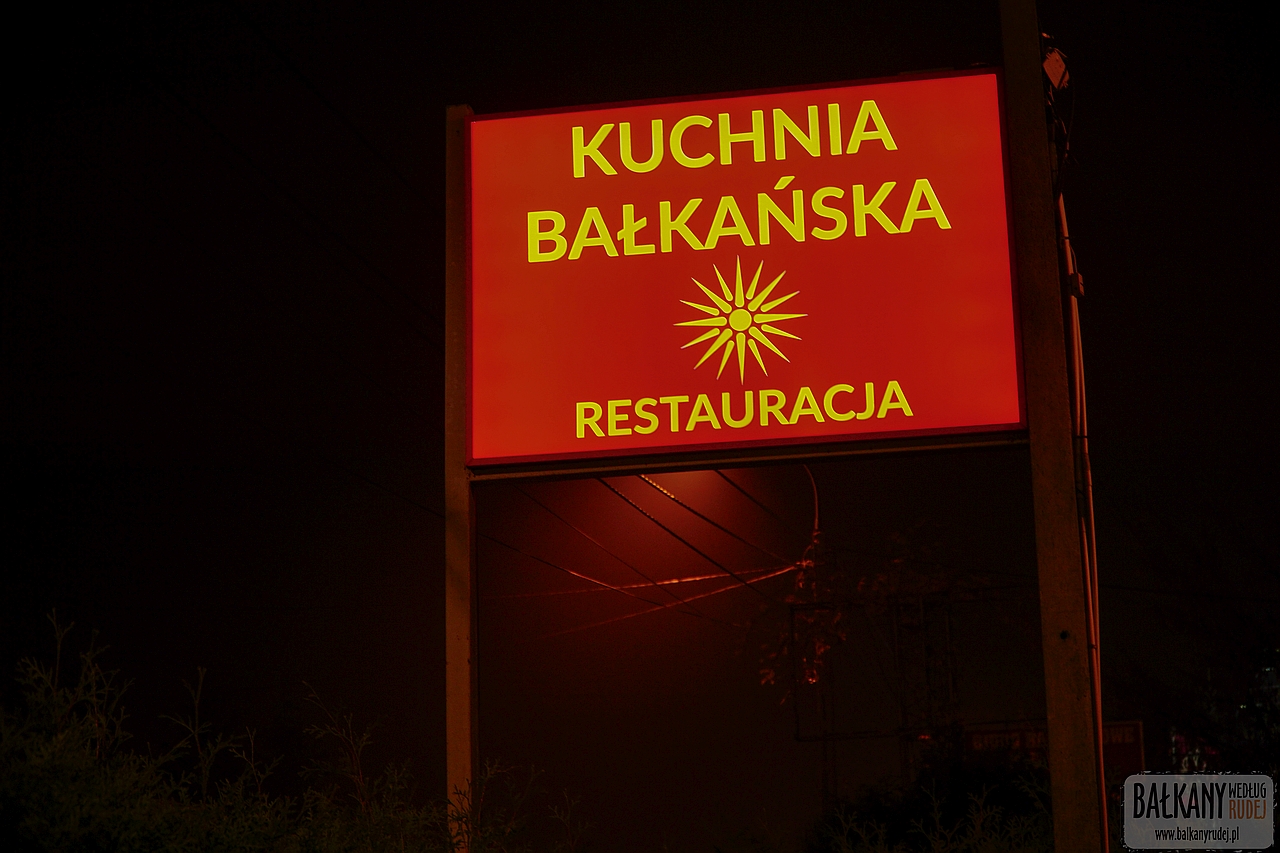 KUCHNIA
BAŁKAŃSKA
RESTAURACJA
BAŁKANY WEDŁUG RUDEJ
www.balkanyrudej.pl